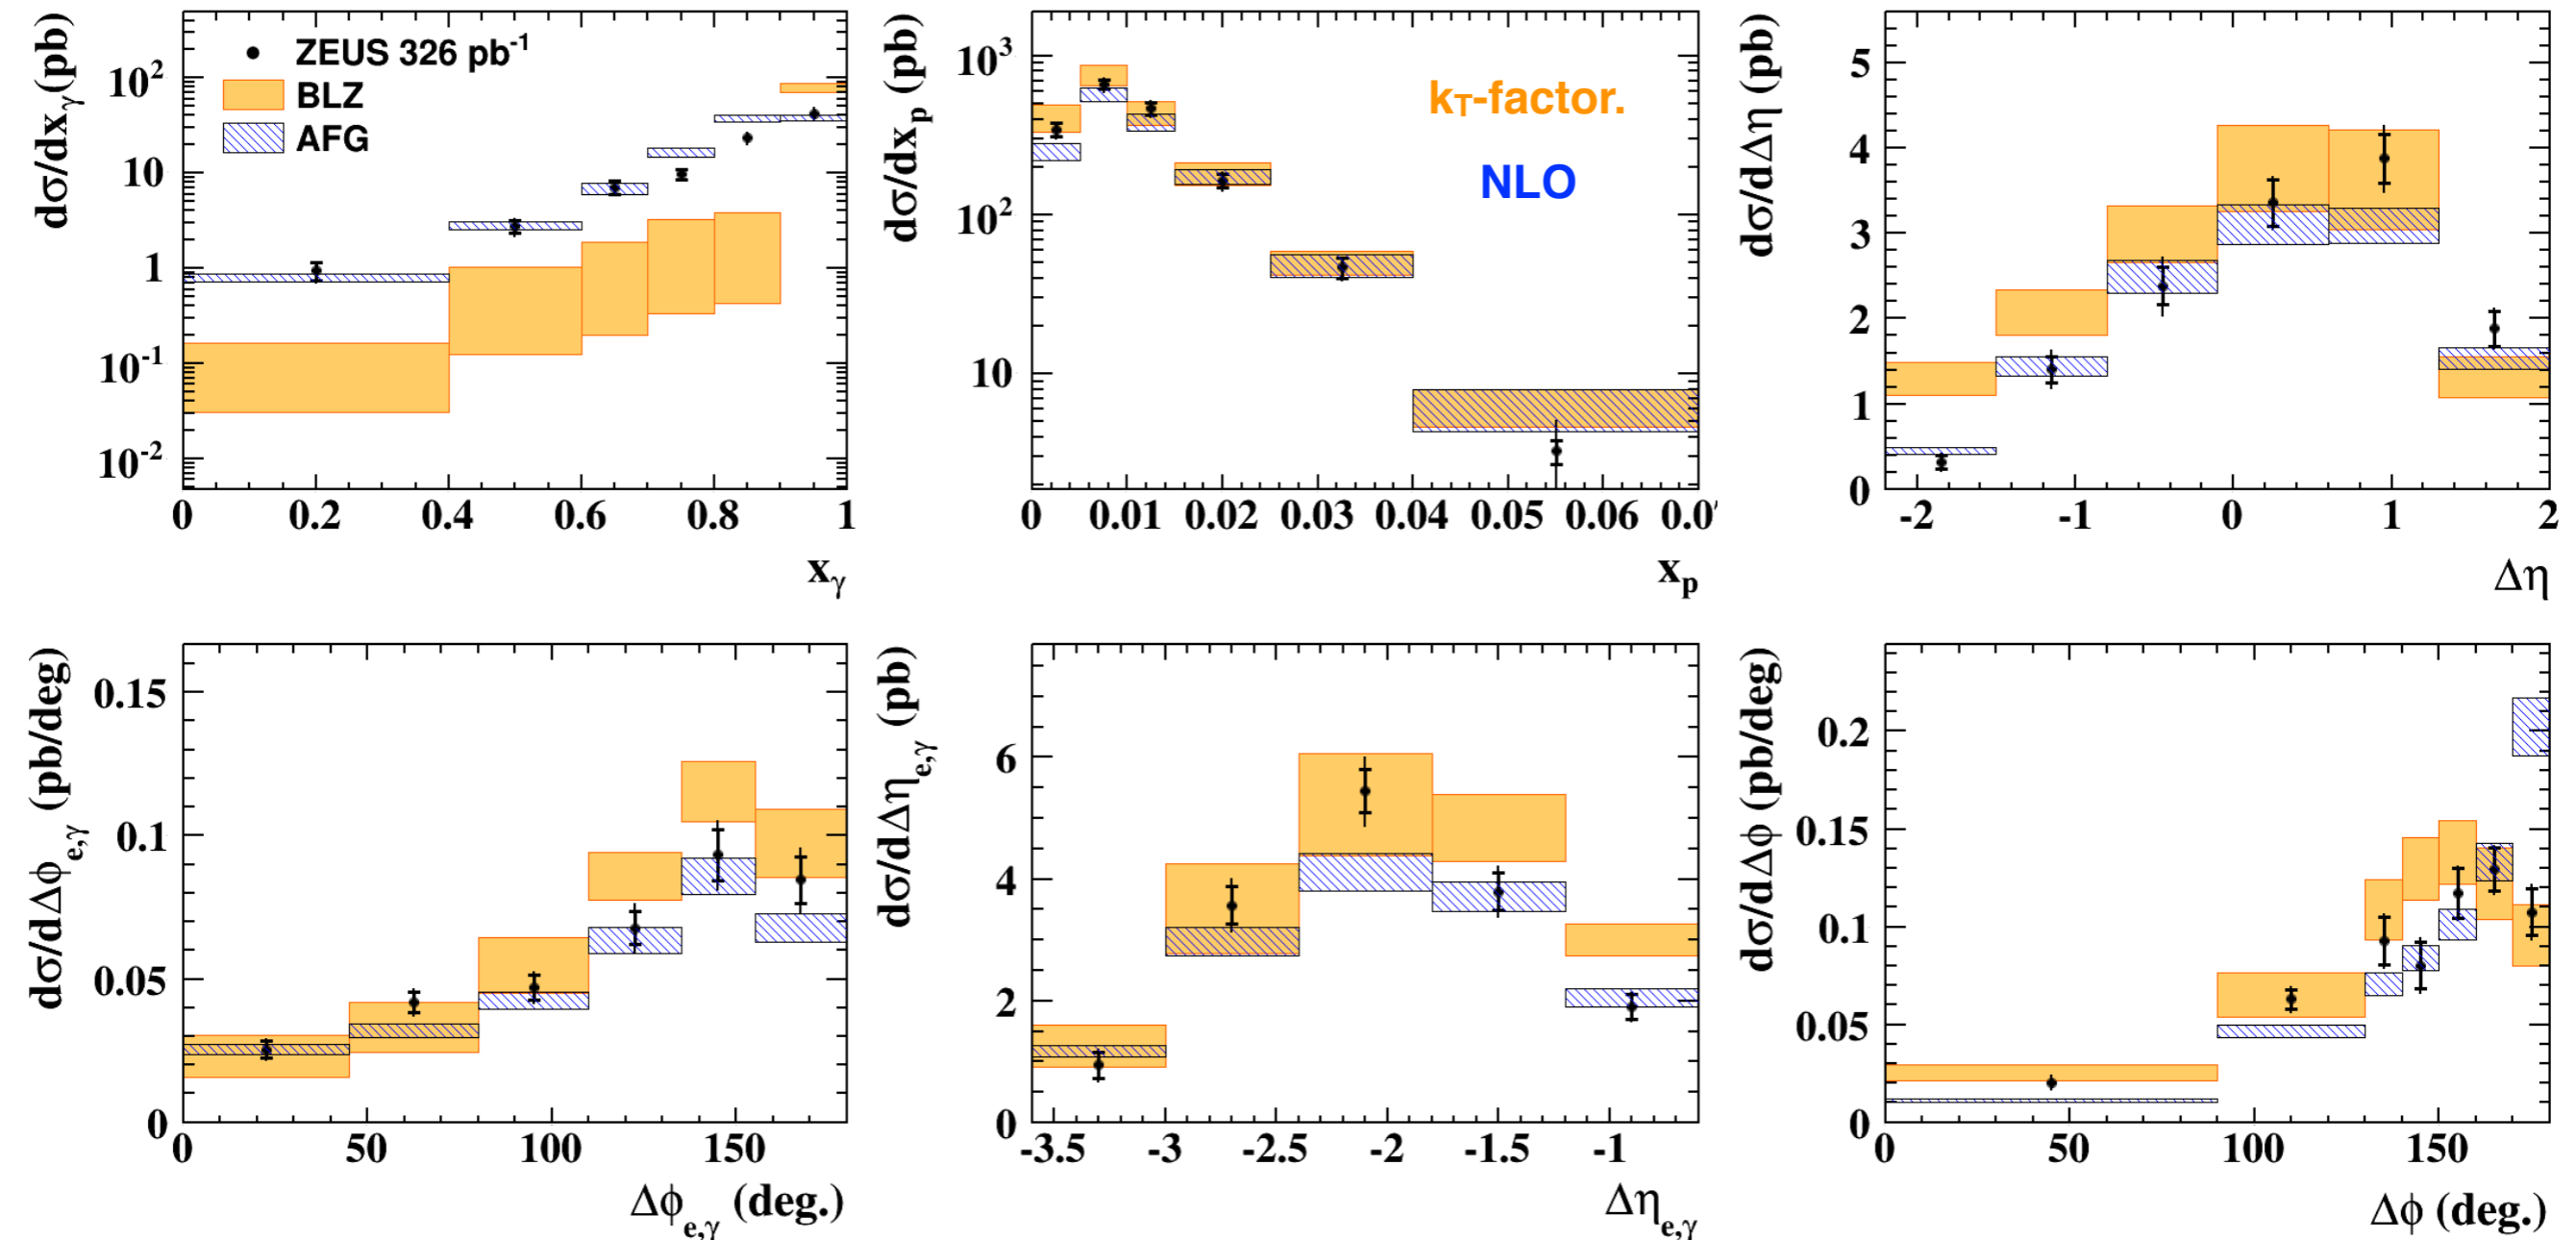 dσ/dxγ (pb)
ZEUS 326 pb-1
BLZ
AFG
10²
10
1
10-1
10-2
0 0.2 0.4 0.6 0.8 1
xγ
dσ/dxp (pb)
kT-factor.
NLO
10³
10²
10
0 0.01 0.02 0.03 0.04 0.05 0.06 0.0
xp
dσ/dΔη (pb)
5
4
3
2
1
0
-2 -1 0 1 2
Δη
dσ/dΔφe,γ (pb/deg)
0.15
0.1
0.05
0
0 50 100 150
Δφe,γ (deg.)
dσ/dΔηe,γ (pb)
6
4
2
0
-3.5 -3 -2.5 -2 -1.5 -1
Δηe,γ
dσ/dΔφ (pb/deg)
0.2
0.15
0.1
0.05
0
0 50 100 150
Δφ (deg.)